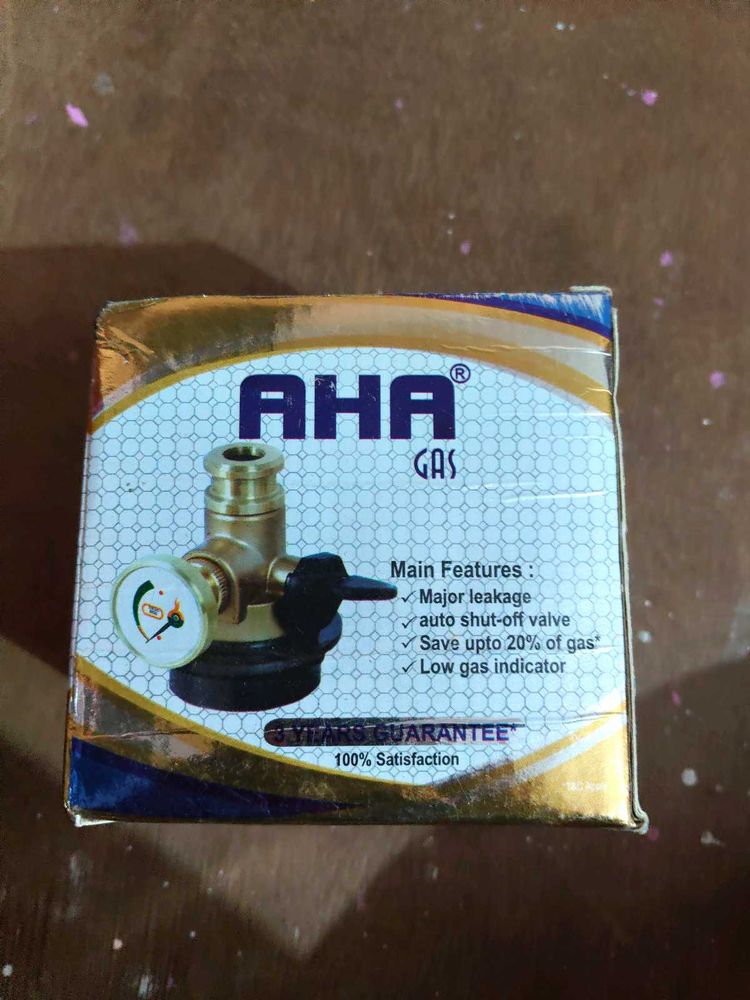 AHA®
GAS
Main Features :
✓ Major leakage
✓ auto shut-off valve
✓ Save upto 20% of gas*
✓ Low gas indicator
3 YEARS GUARANTEE*
100% Satisfaction